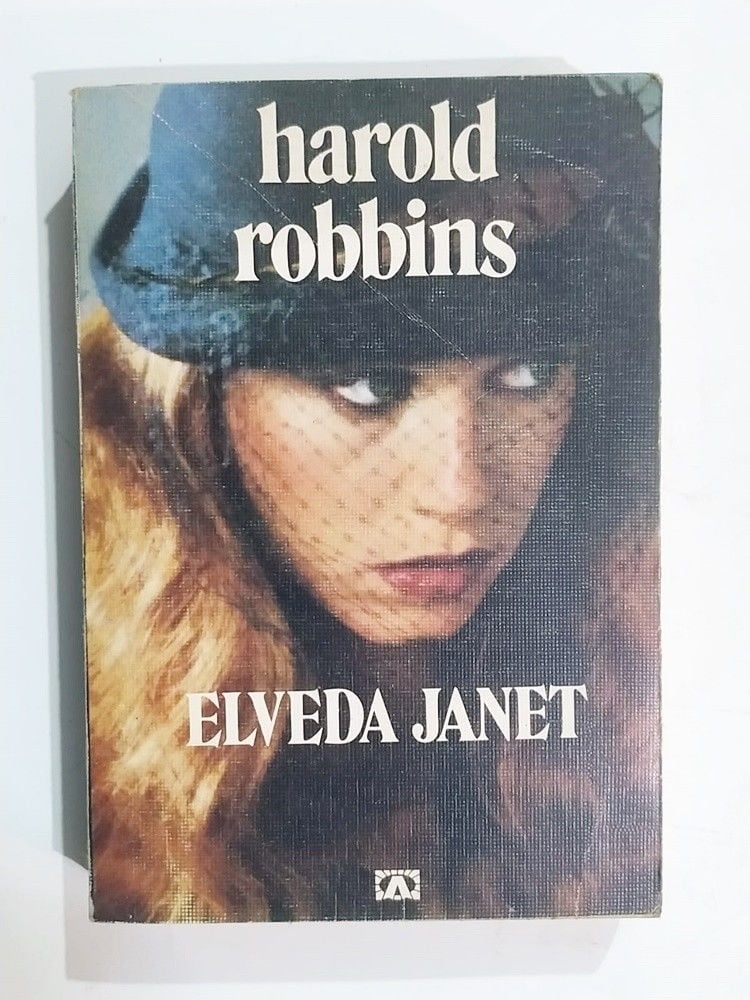 harold
robbins
ELVEDA JANET
A